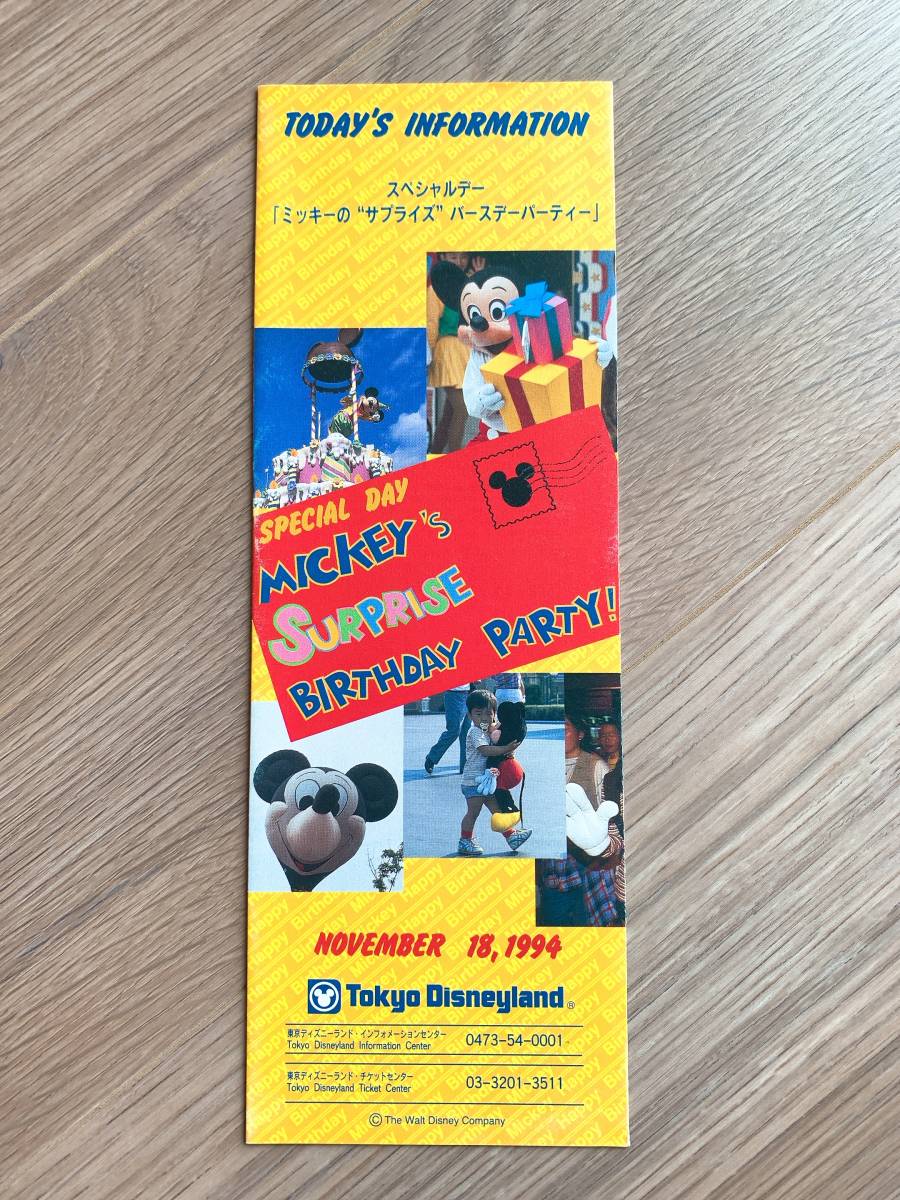 TODAY'S INFORMATION
スペシャルデー
「ミッキーの "サプライズ" バースデーパーティー」
SPECIAL DAY
MICKEY's
SURPRISE
BIRTHDAY PARTY!
NOVEMBER 18, 1994
Tokyo Disneyland®
東京ディズニーランド・インフォメーションセンター
Tokyo Disneyland Information Center 0473-54-0001
東京ディズニーランド・チケットセンター
Tokyo Disneyland Ticket Center 03-3201-3511
© The Walt Disney Company